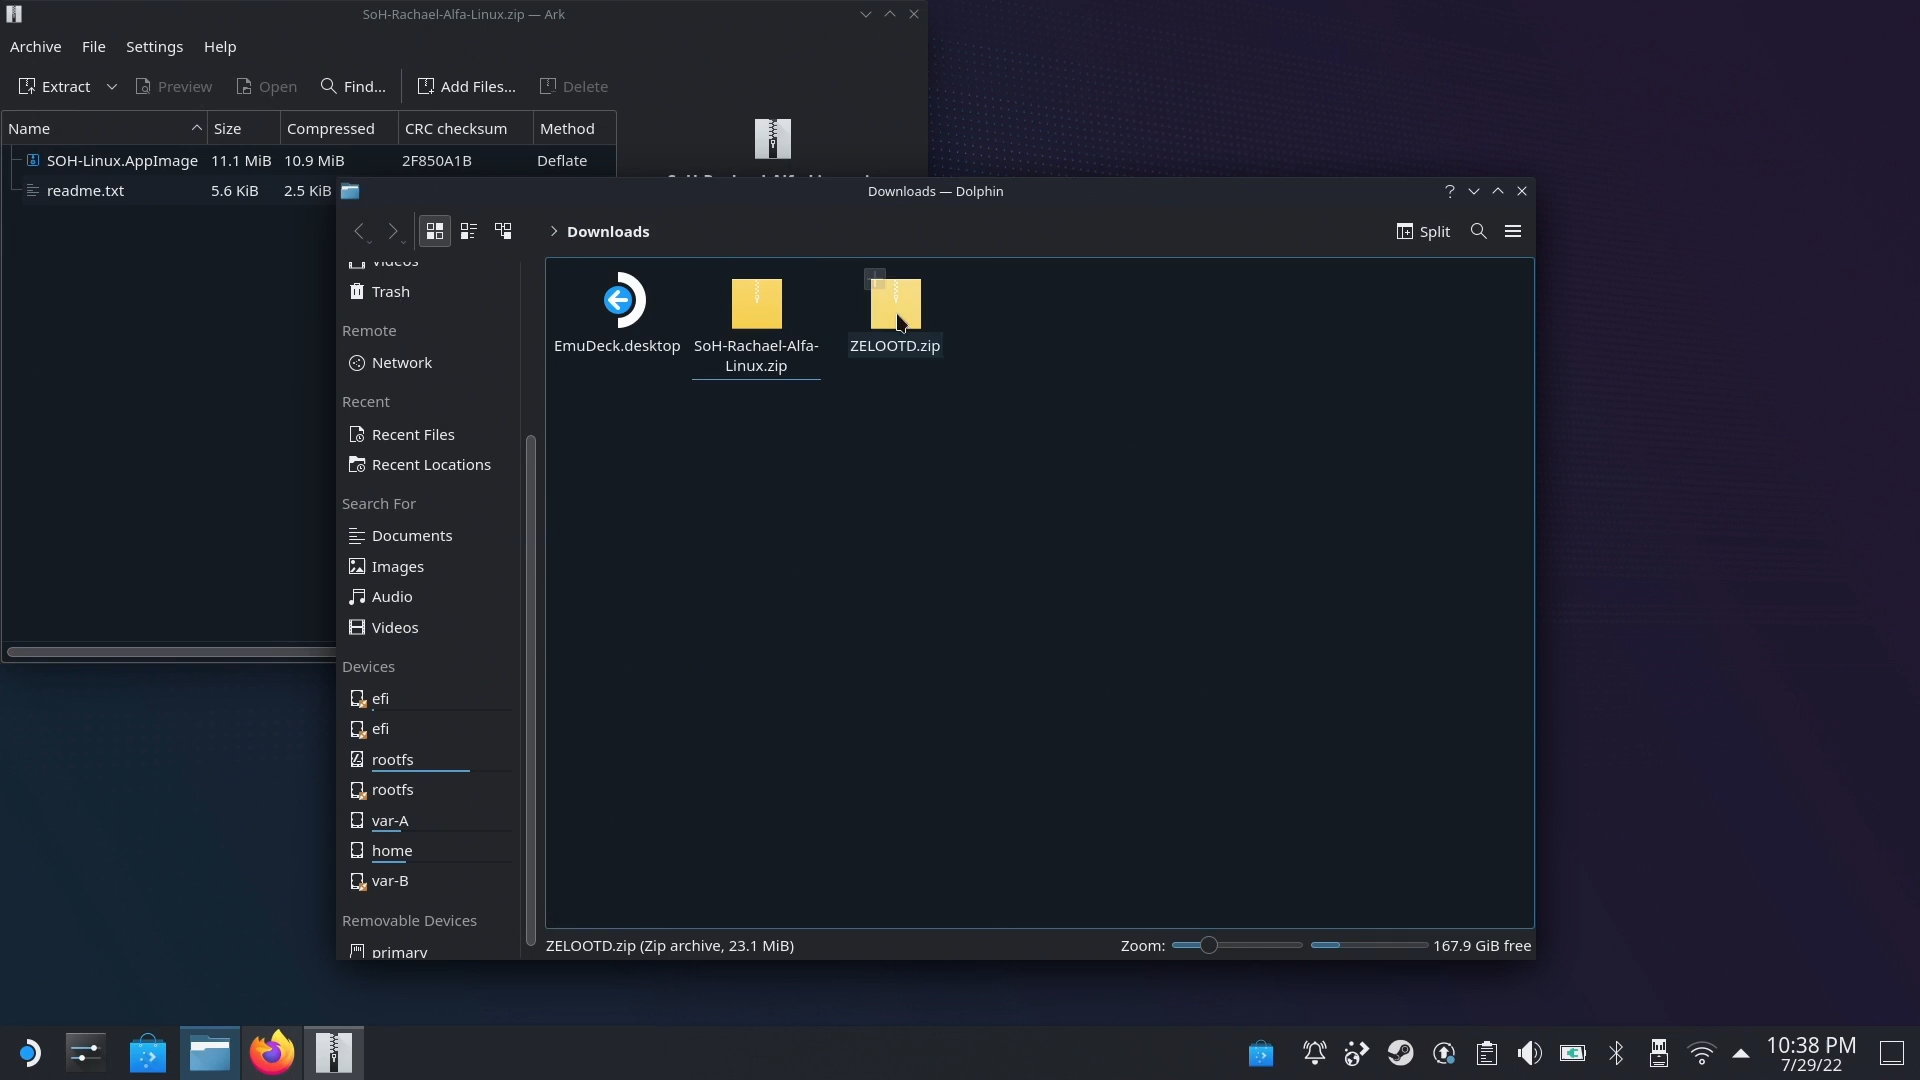 SoH-Rachael-Alfa-Linux.zip — Ark
Archive File Settings Help
Extract Preview Open Find... Add Files... Delete
Name Size Compressed CRC checksum Method
SOH-Linux.AppImage 11.1 MiB 10.9 MiB 2F850A1B Deflate
readme.txt 5.6 KiB 2.5 KiB
Downloads — Dolphin
Downloads
Split
Videos
Trash
Remote
Network
Recent
Recent Files
Recent Locations
Search For
Documents
Images
Audio
Videos
Devices
efi
efi
rootfs
rootfs
var-A
home
var-B
Removable Devices
primary
EmuDeck.desktop
SoH-Rachael-Alfa-
Linux.zip
ZELOOTD.zip
ZELOOTD.zip (Zip archive, 23.1 MiB)
Zoom:
167.9 GiB free
10:38 PM
7/29/22